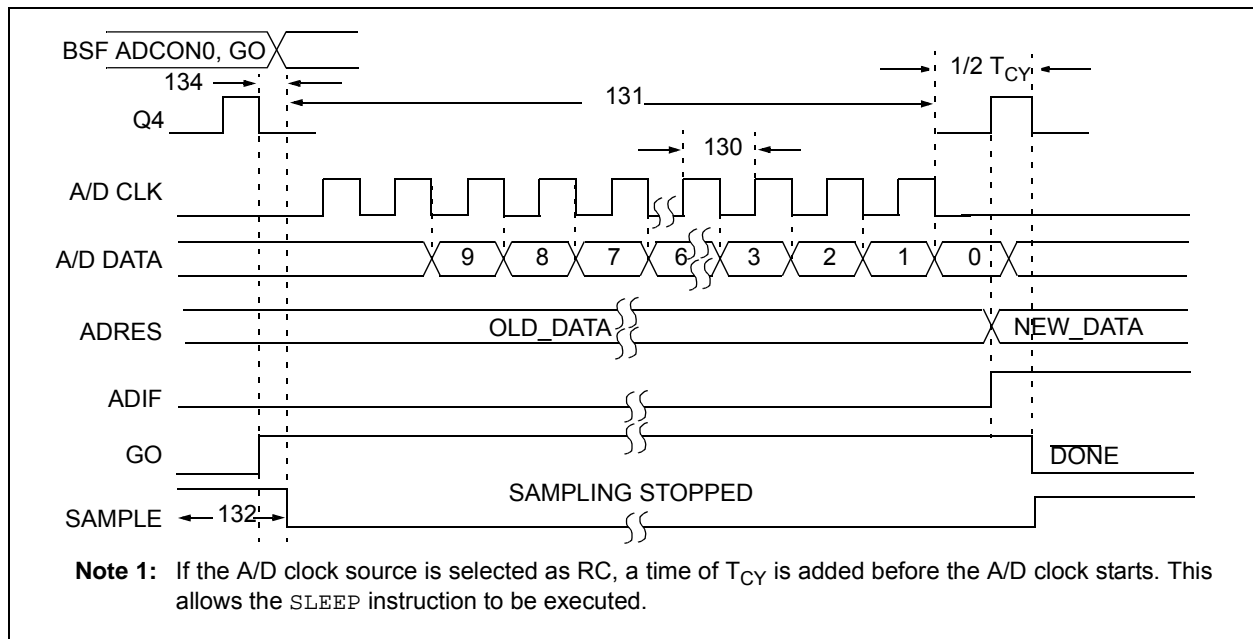 BSF ADCON0, GO
134
131
1/2 TCY
Q4
130
A/D CLK
A/D DATA
9 8 7 6 3 2 1 0
ADRES
OLD_DATA
NEW_DATA
ADIF
GO
DONE
SAMPLING STOPPED
SAMPLE
132
Note 1: If the A/D clock source is selected as RC, a time of TCY is added before the A/D clock starts. This
allows the SLEEP instruction to be executed.